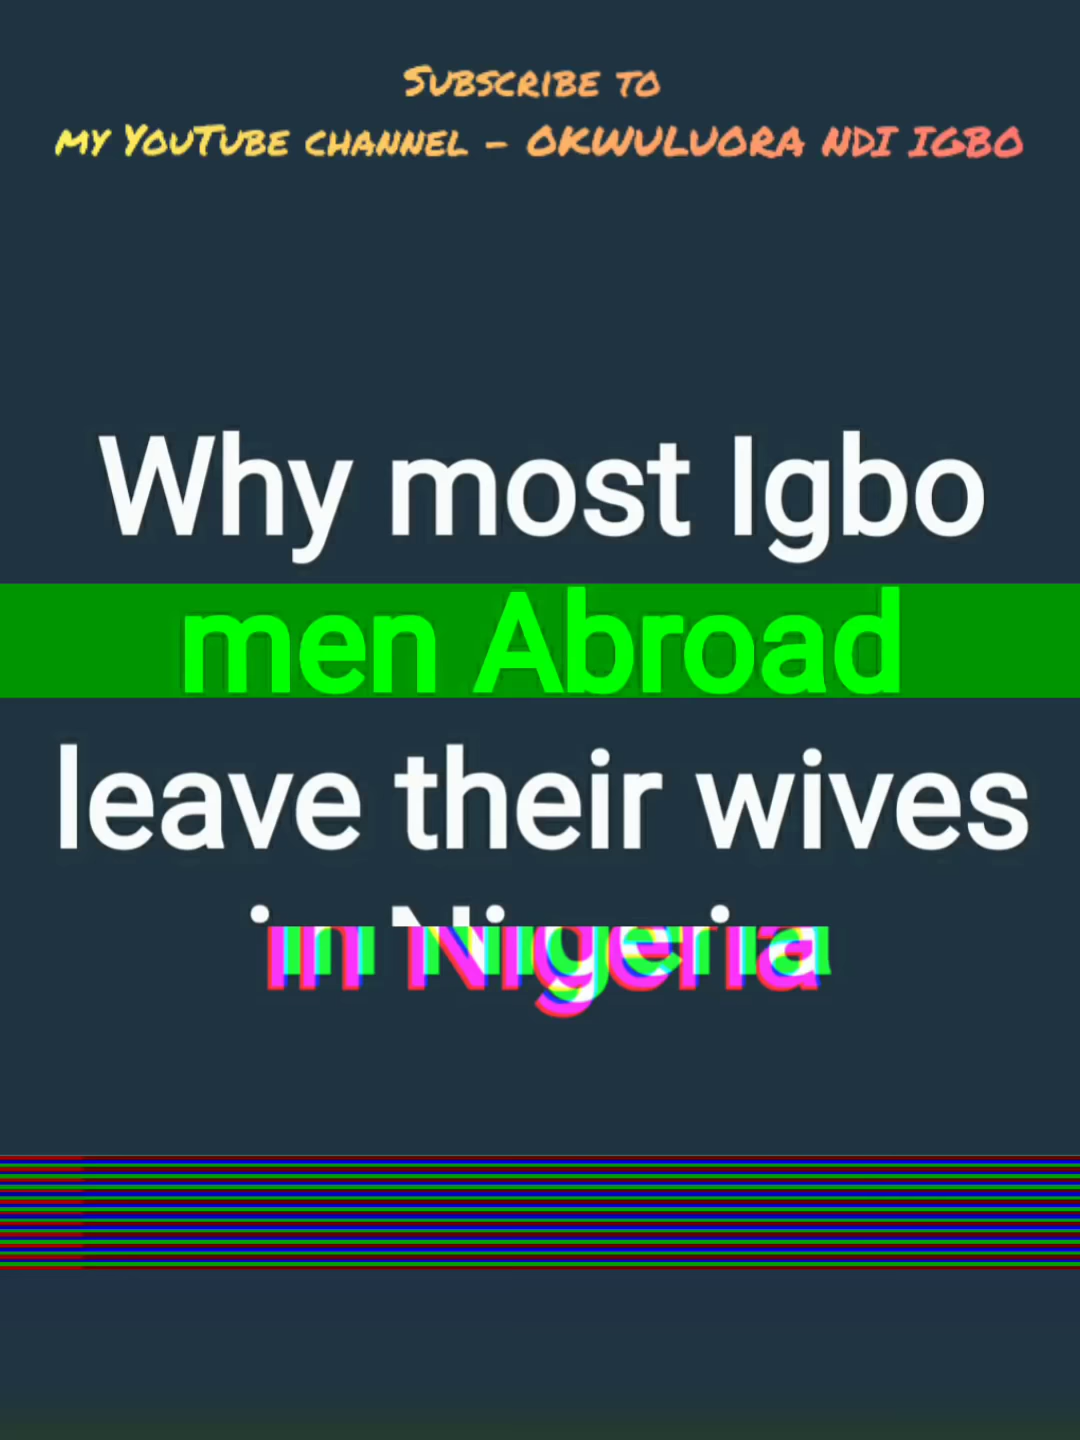 Subscribe to
my YouTube channel - OKWULUORA NDI IGBO
Why most Igbo
men Abroad
leave their wives
in Nigeria